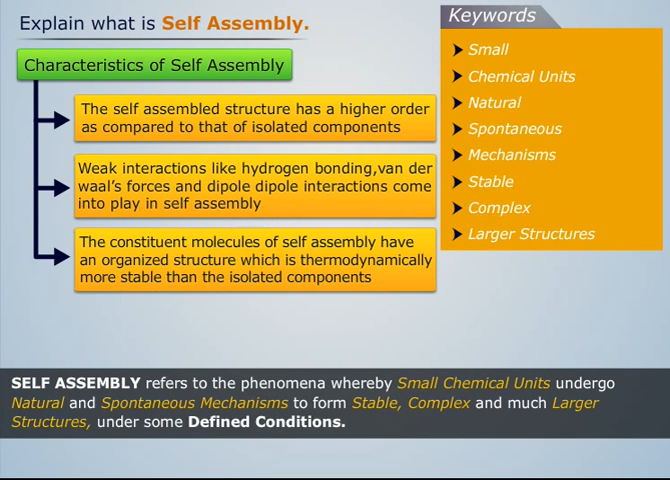 Explain what is Self Assembly.
Characteristics of Self Assembly
The self assembled structure has a higher order
as compared to that of isolated components
Weak interactions like hydrogen bonding,van der
waal's forces and dipole dipole interactions come
into play in self assembly
The constituent molecules of self assembly have
an organized structure which is thermodynamically
more stable than the isolated components
Keywords
Small
Chemical Units
Natural
Spontaneous
Mechanisms
Stable
Complex
Larger Structures
SELF ASSEMBLY refers to the phenomena whereby Small Chemical Units undergo
Natural and Spontaneous Mechanisms to form Stable, Complex and much Larger
Structures, under some Defined Conditions.